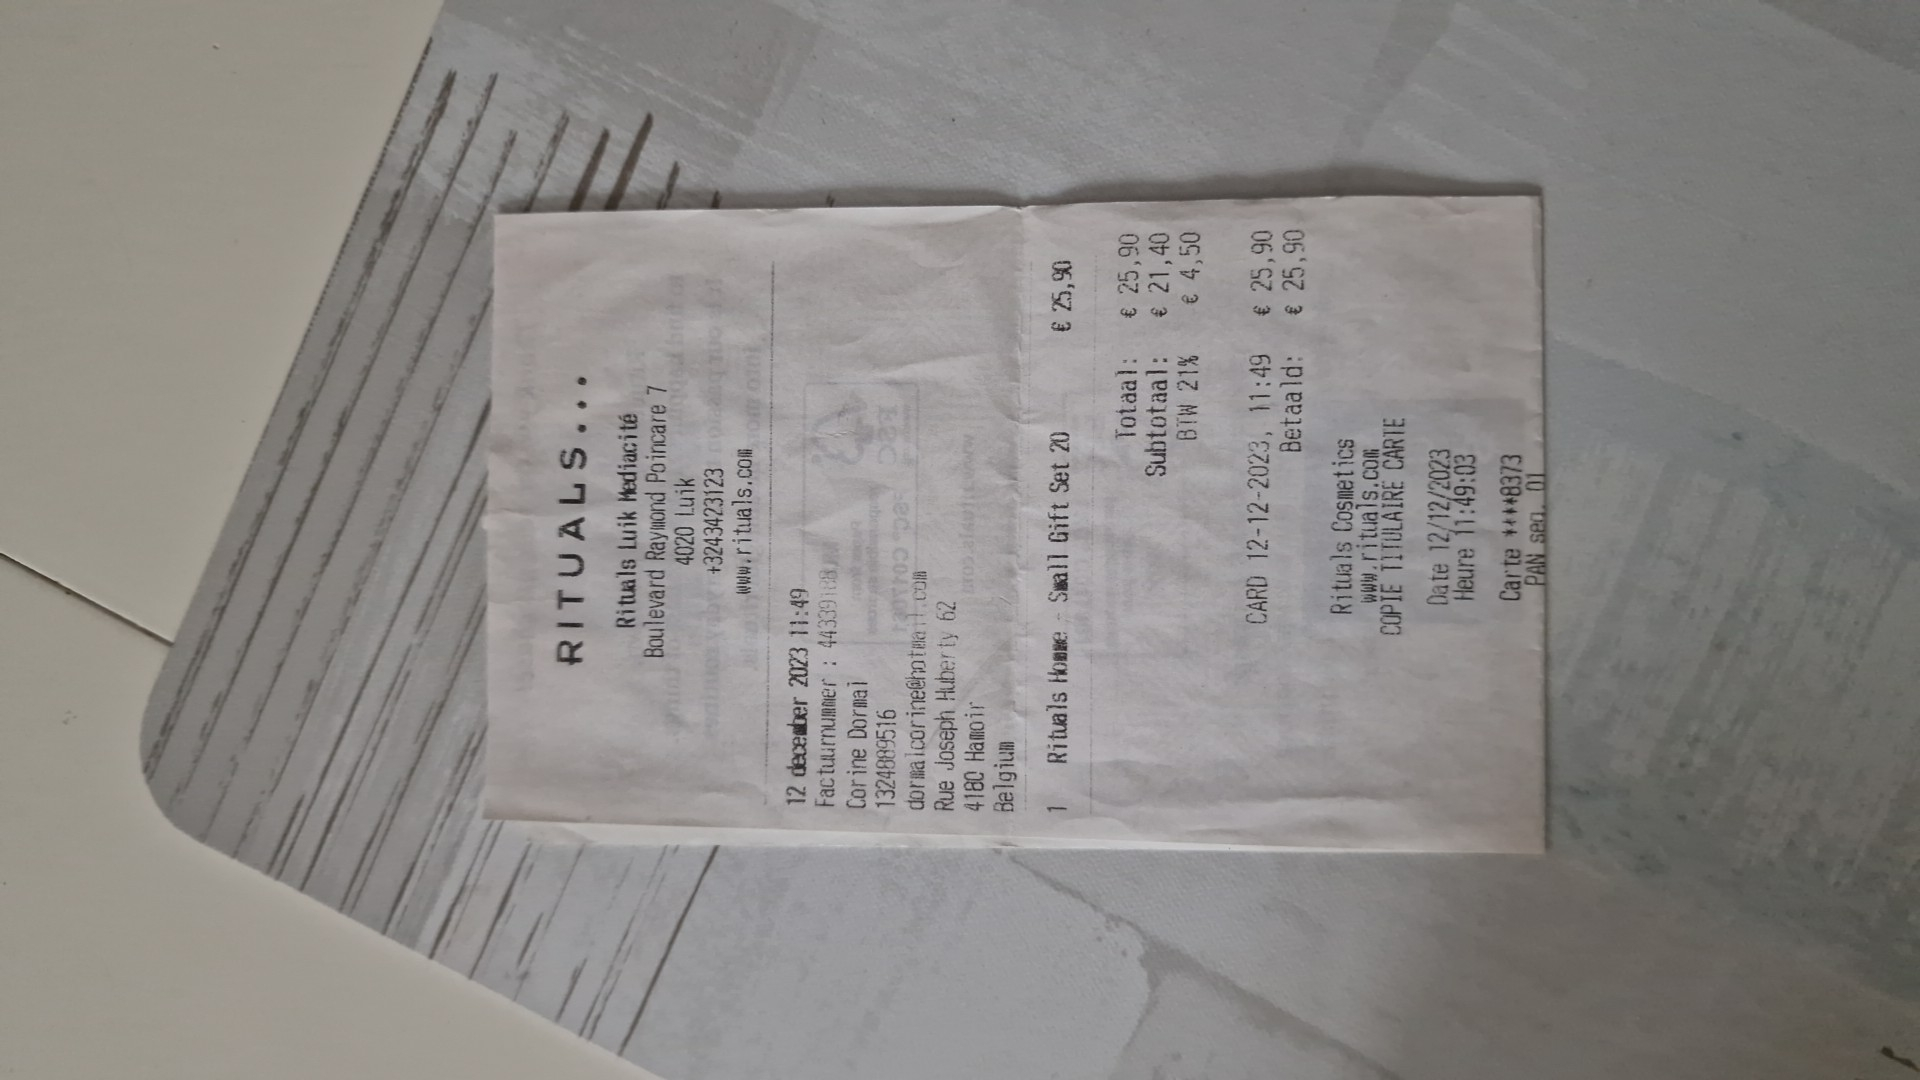 RITUALS...
Rituals Luik Mediacité
Boulevard Raymond Poincare 7
4020 Luik
+3243423123
www.rituals.com
12 december 2023 11:49
Factuurnummer : 44339188
Corine Dormal
1324889516
dormalcorine@hotmail.com
Rue Joseph Huberty 62
4180 Hamoir
Belgium
1 Rituals Homme - Small Gift Set 20 € 25,90
Totaal: € 25,90
Subtotaal: € 21,40
BTW 21% € 4,50
CARD 12-12-2023, 11:49 € 25,90
Betaald: € 25,90
Rituals Cosmetics
www.rituals.com
COPIE TITULAIRE CARTE
Date 12/12/2023
Heure 11:49:03
Carte ****8373
PAN seq. 01